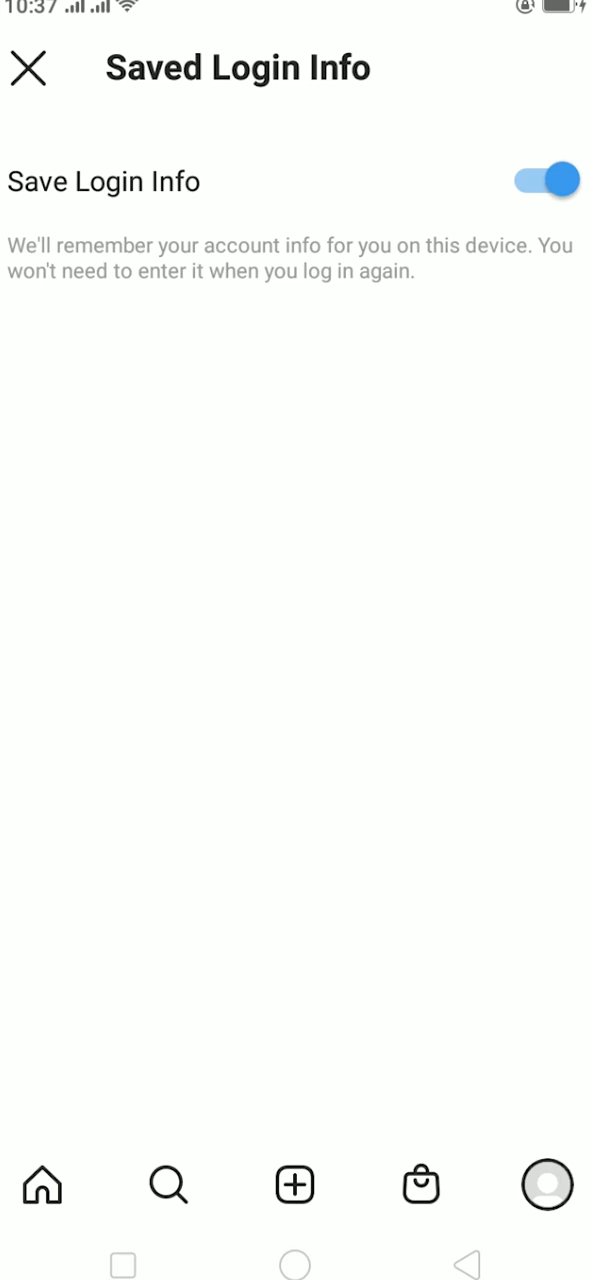 10:37
Saved Login Info
Save Login Info
We'll remember your account info for you on this device. You
won't need to enter it when you log in again.